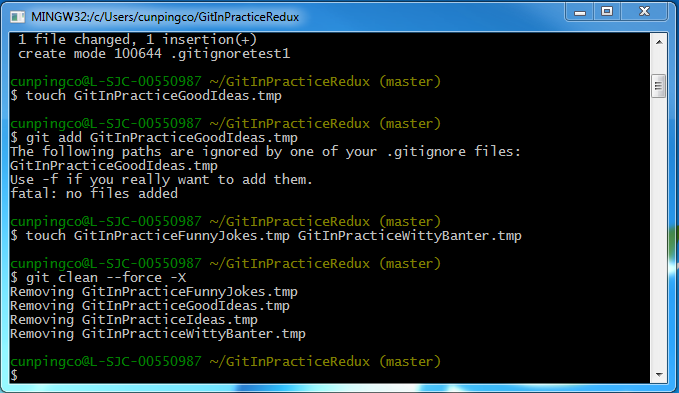 MINGW32:/c/Users/cunpingco/GitInPracticeRedux
1 file changed, 1 insertion(+)
create mode 100644 .gitignoretest1
cunpingco@L-SJC-00550987 ~/GitInPracticeRedux (master)
$ touch GitInPracticeGoodIdeas.tmp
cunpingco@L-SJC-00550987 ~/GitInPracticeRedux (master)
$ git add GitInPracticeGoodIdeas.tmp
The following paths are ignored by one of your .gitignore files:
GitInPracticeGoodIdeas.tmp
Use -f if you really want to add them.
fatal: no files added
cunpingco@L-SJC-00550987 ~/GitInPracticeRedux (master)
$ touch GitInPracticeFunnyJokes.tmp GitInPracticeWittyBanter.tmp
cunpingco@L-SJC-00550987 ~/GitInPracticeRedux (master)
$ git clean --force -X
Removing GitInPracticeFunnyJokes.tmp
Removing GitInPracticeGoodIdeas.tmp
Removing GitInPracticeIdeas.tmp
Removing GitInPracticeWittyBanter.tmp
cunpingco@L-SJC-00550987 ~/GitInPracticeRedux (master)
$